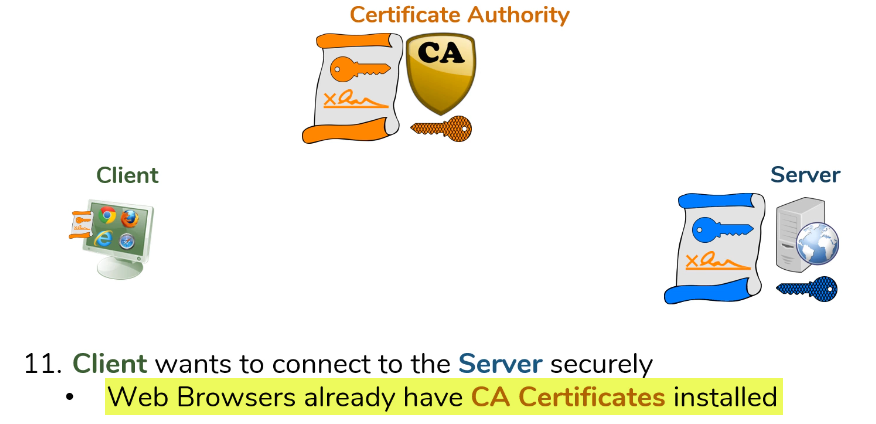 Certificate Authority
CA
Client
Server
11. Client wants to connect to the Server securely
• Web Browsers already have CA Certificates installed